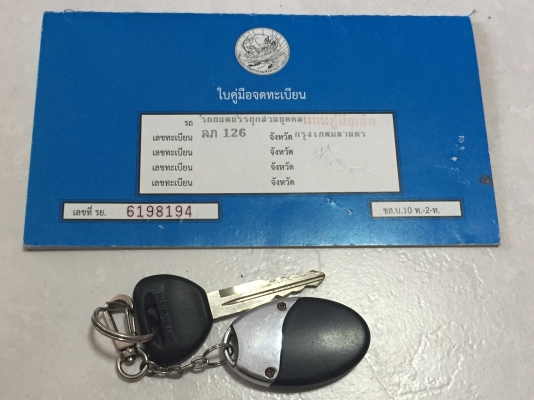 ใบคู่มือจดทะเบียน
รถ รถยนต์บรรทุกส่วนบุคคล
เลขทะเบียน ลภ 126 จังหวัด กรุงเทพมหานคร
เลขทะเบียน จังหวัด
เลขทะเบียน จังหวัด
เลขทะเบียน จังหวัด
เลขที่ รย. 6198194
ขส.บ.10 ท.-2-ท.